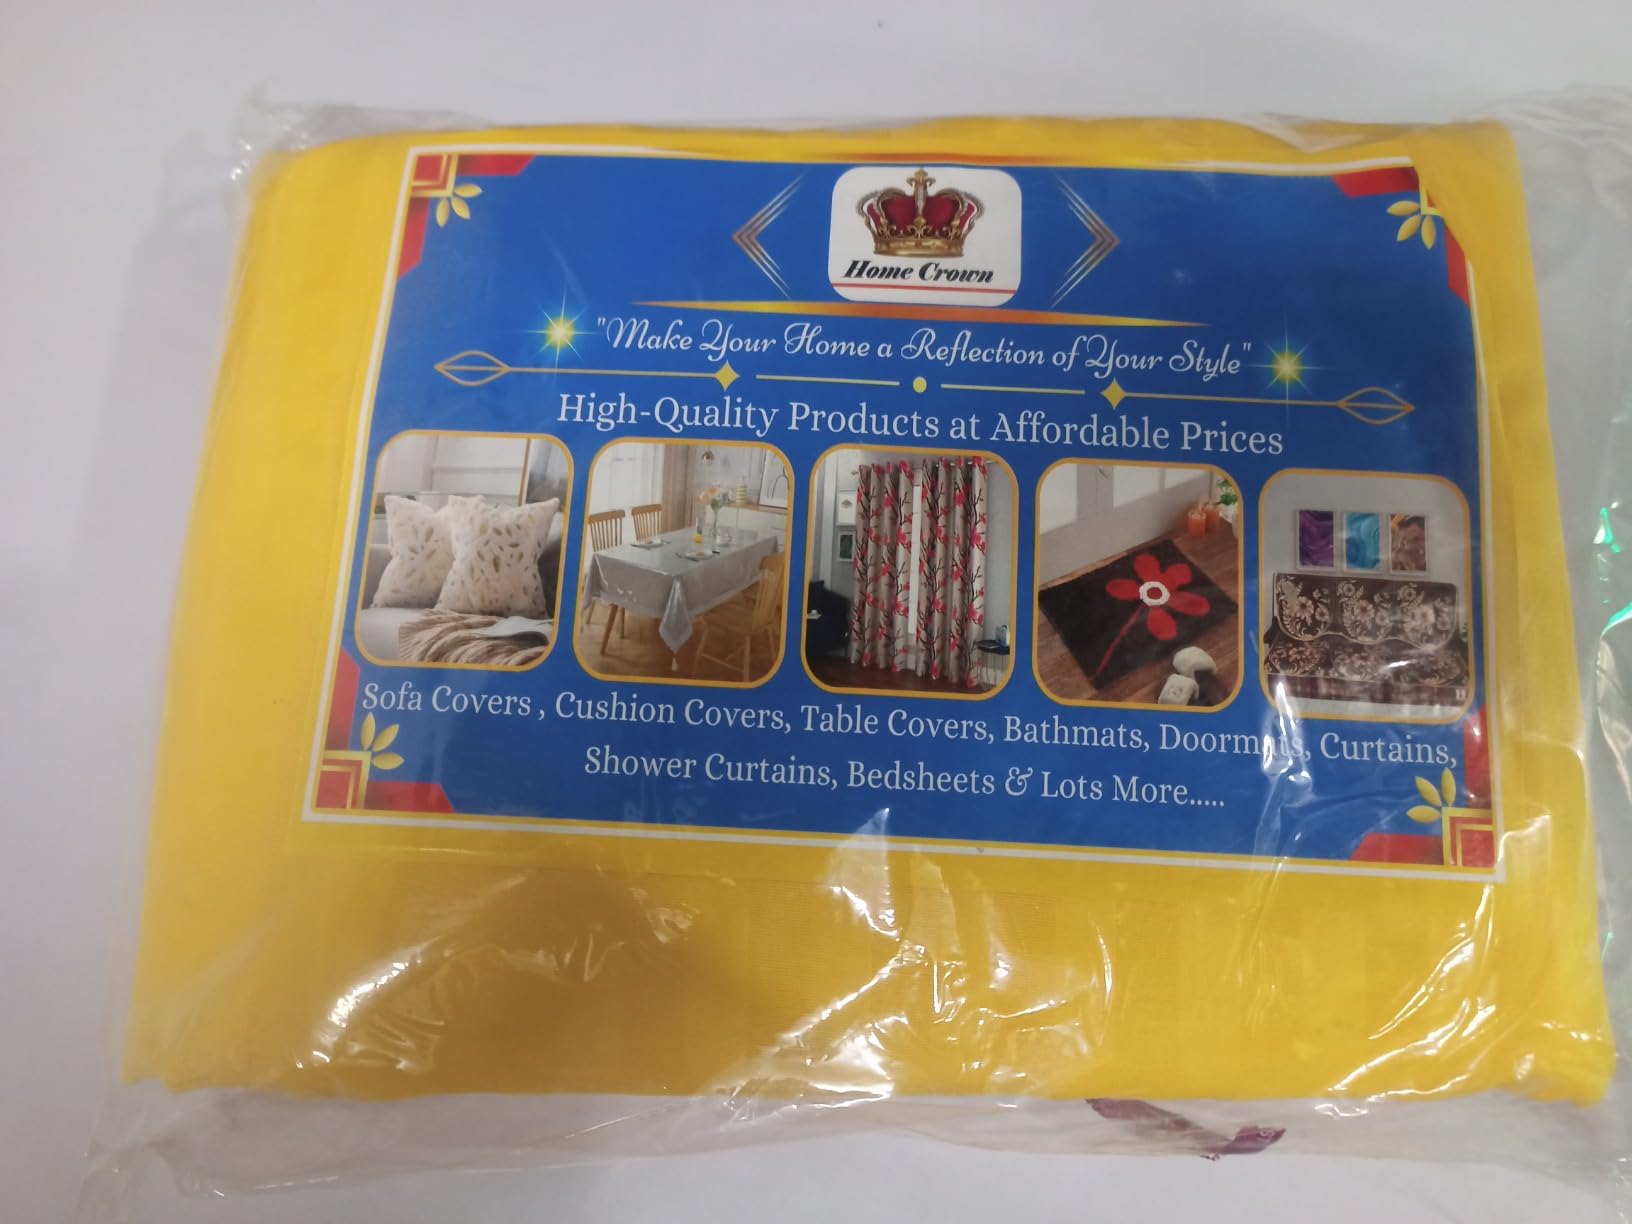 Home Crown
"Make Your Home a Reflection of Your Style"
High-Quality Products at Affordable Prices
Sofa Covers , Cushion Covers, Table Covers, Bathmats, Doormats, Curtains,
Shower Curtains, Bedsheets & Lots More.....